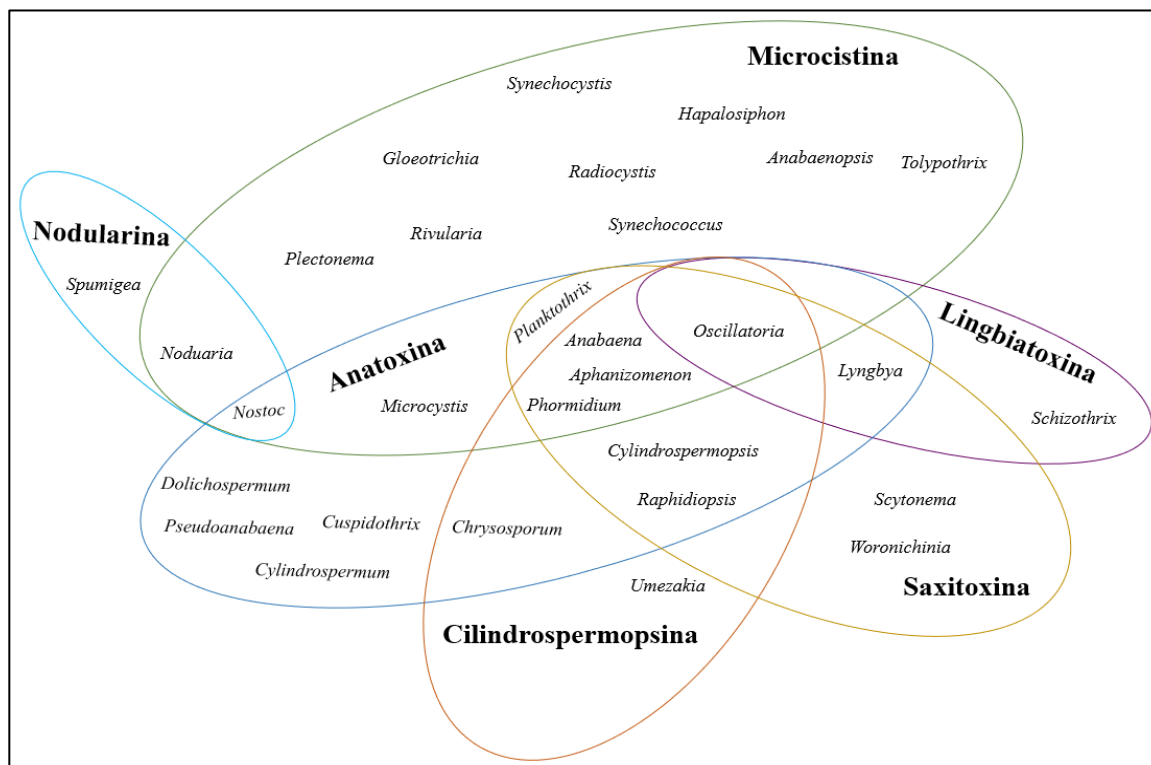 Microcistina
Synechocystis
Hapalosiphon
Gloeotrichia
Radiocystis
Anabaenopsis
Tolypothrix
Nodularina
Rivularia
Synechococcus
Plectonema
Spumigea
Planktothrix
Lingbiatoxina
Oscillatoria
Anabaena
Noduaria
Anatoxina
Aphanizomenon
Lyngbya
Nostoc
Microcystis
Phormidium
Schizothrix
Cylindrospermopsis
Dolichospermum
Raphidiopsis
Scytonema
Pseudoanabaena
Cuspidothrix
Chrysosporum
Woronichinia
Cylindrospermum
Umezakia
Saxitoxina
Cilindrospermopsina